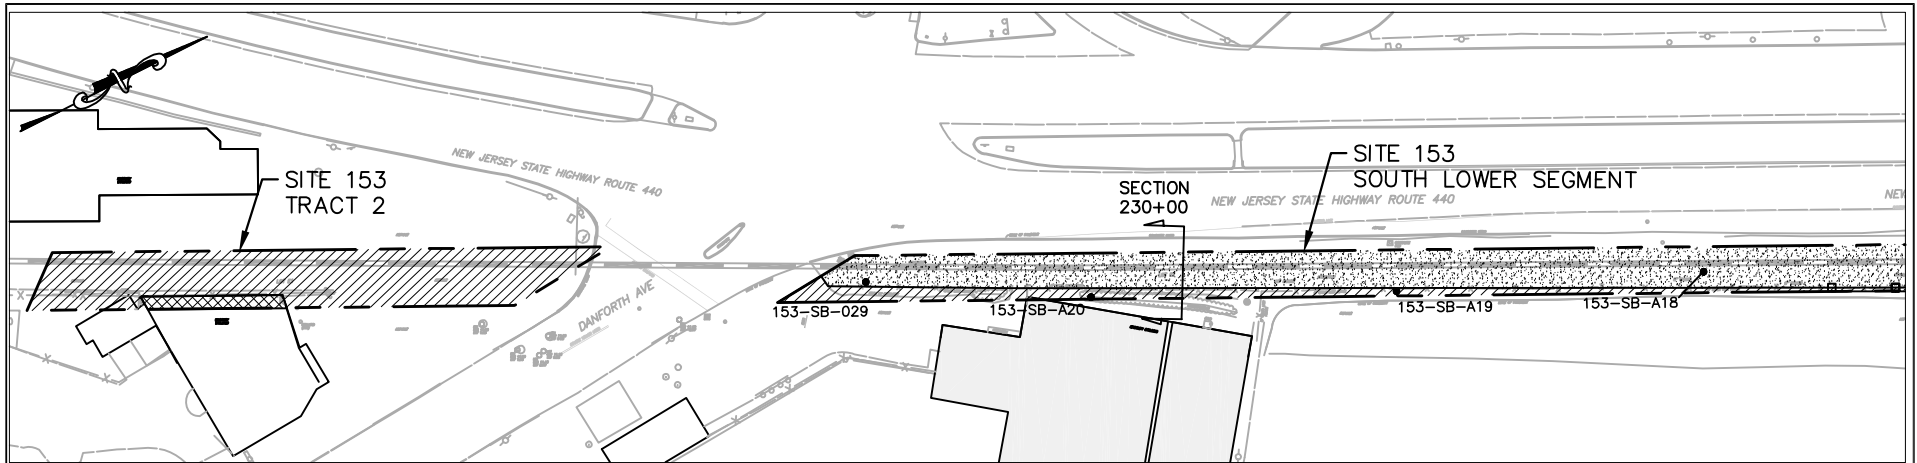 NEW JERSEY STATE HIGHWAY ROUTE 440
SITE 153
TRACT 2
SITE 153
SOUTH LOWER SEGMENT
SECTION
230+00
NEW JERSEY STATE HIGHWAY ROUTE 440
NEW
DANFORTH AVE
153-SB-029
153-SB-A20
153-SB-A19
153-SB-A18